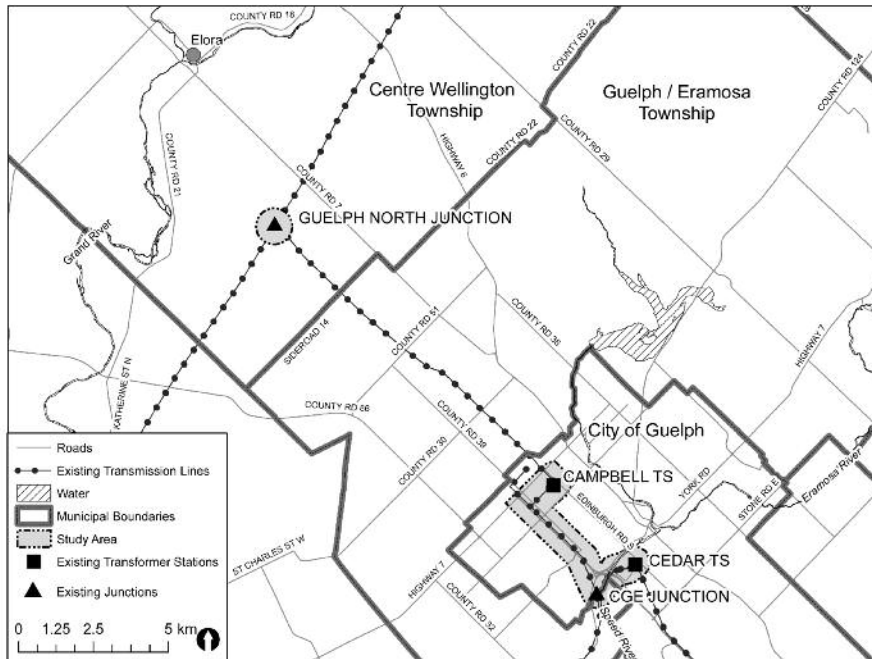 COUNTY RD 18
Elora
COUNTY RD 22
COUNTY RD 124
Centre Wellington
Township
Guelph / Eramosa
Township
COUNTY RD 21
HIGHWAY 6
COUNTY RD 22
COUNTY RD 29
COUNTY RD 7
GUELPH NORTH JUNCTION
Grand River
SIDEROAD 14
COUNTY RD 51
COUNTY RD 38
HIGHWAY 7
KATHERINE ST N
COUNTY RD 86
COUNTY RD 39
COUNTY RD 30
City of Guelph
YORK RD
STONE RD E
Eramosa River
CAMPBELL TS
EDINBURGH RD S
CEDAR TS
CGE JUNCTION
Speed River
ST CHARLES ST W
HIGHWAY 7
COUNTY RD 32
Roads
Existing Transmission Lines
Water
Municipal Boundaries
Study Area
Existing Transformer Stations
Existing Junctions
0 1.25 2.5 5 km